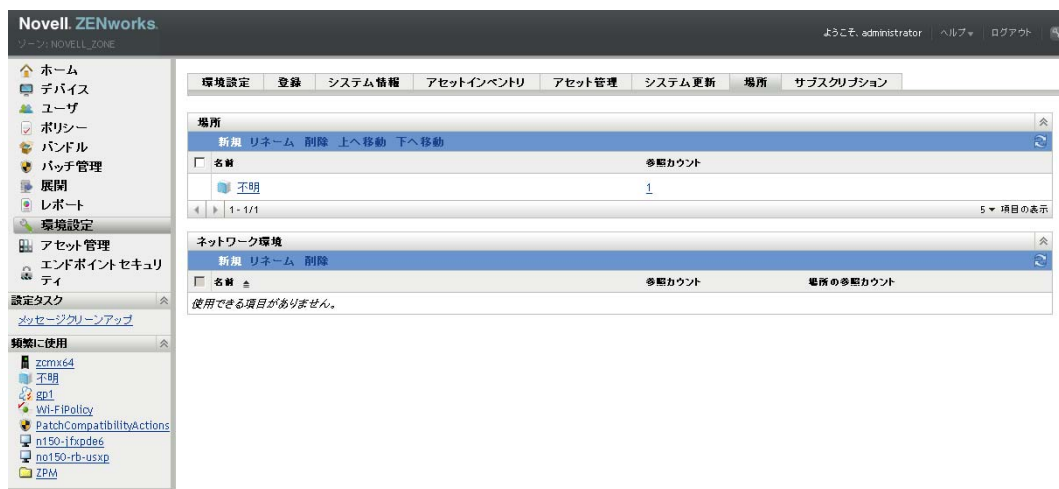 Novell. ZENworks.
ゾーン: NOVELL_ZONE
ようこそ、administrator
ヘルプ
ログアウト
ホーム
デバイス
ユーザ
ポリシー
バンドル
パッチ管理
展開
レポート
環境設定
アセット管理
エンドポイントセキュリ
ティ
設定タスク
メッセージクリーンアップ
頻繁に使用
zcmx64
不明
gp1
Wi-FiPolicy
PatchCompatibilityActions
n150-jfxpde6
no150-rb-usxp
ZPM
環境設定 登録 システム情報 アセットインベントリ アセット管理 システム更新 場所 サブスクリプション
場所
新規 リネーム 削除 上へ移動 下へ移動
名前 参照カウント
不明 1
1 - 1/1 5 項目の表示
ネットワーク環境
新規 リネーム 削除
名前 参照カウント 場所の参照カウント
使用できる項目がありません。